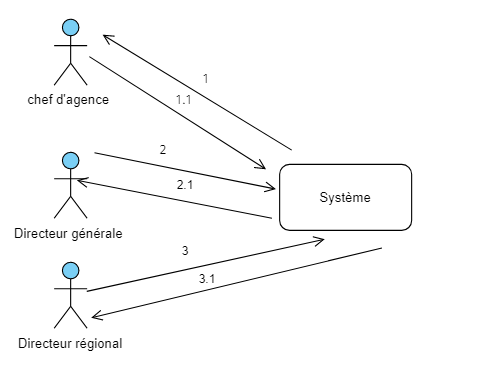 1
chef d'agence
1.1
2
2.1
Système
Directeur générale
3
3.1
Directeur régional